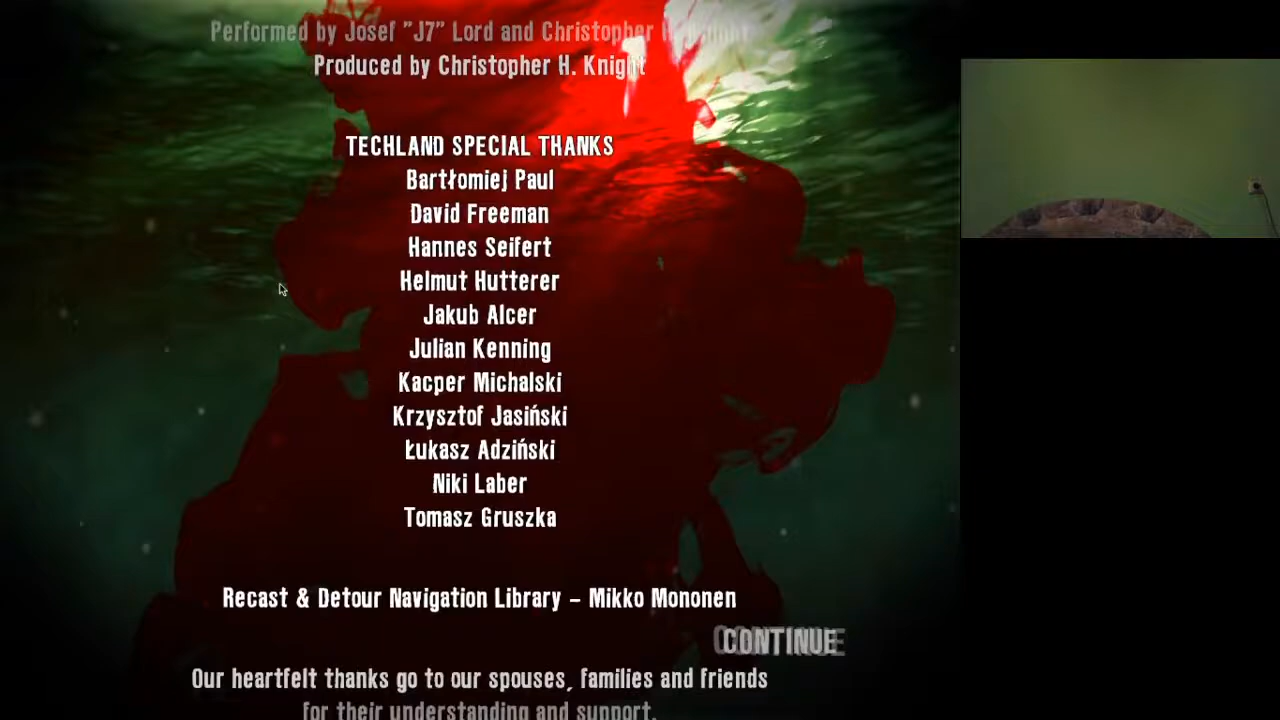 Performed by Josef "J7" Lord and Christopher H. Knight
Produced by Christopher H. Knight
TECHLAND SPECIAL THANKS
Bartłomiej Paul
David Freeman
Hannes Seifert
Helmut Hutterer
Jakub Alcer
Julian Kenning
Kacper Michalski
Krzysztof Jasiński
Łukasz Adziński
Niki Laber
Tomasz Gruszka
Recast & Detour Navigation Library – Mikko Mononen
CONTINUE
Our heartfelt thanks go to our spouses, families and friends
for their understanding and support.